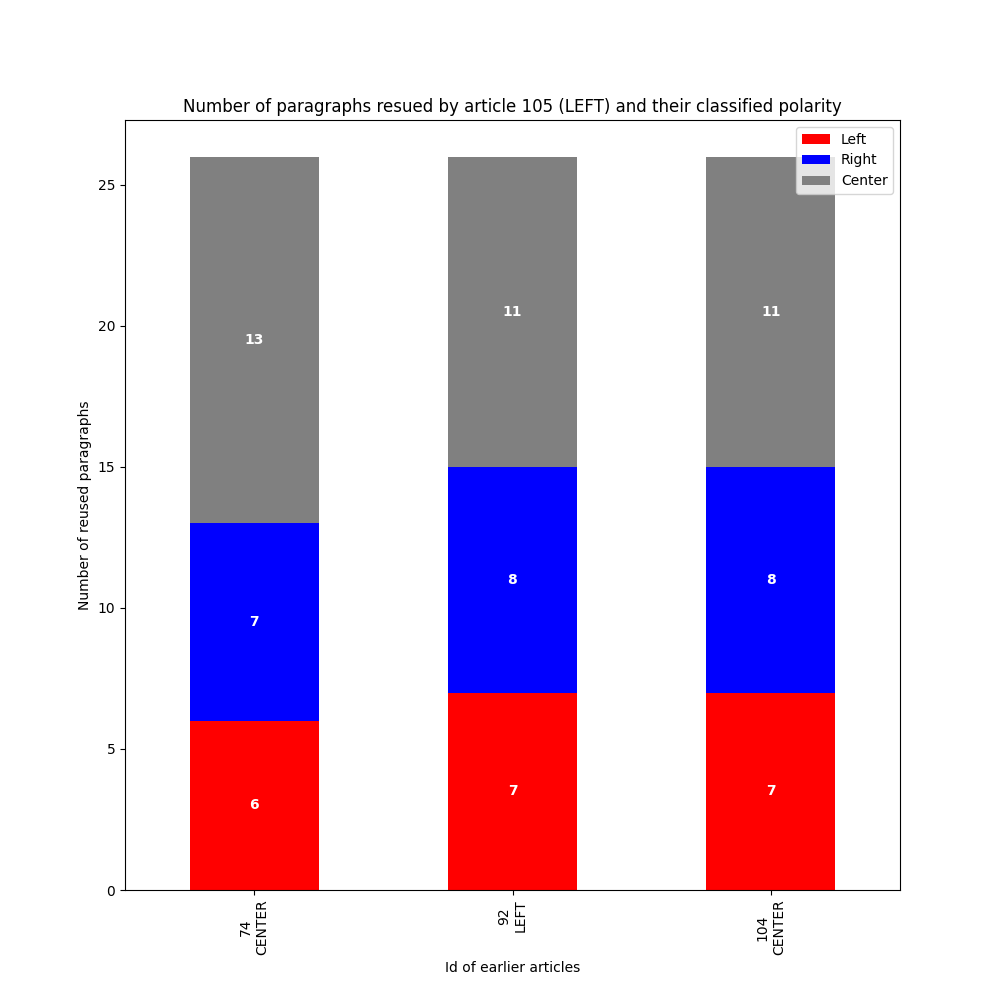 Number of paragraphs resued by article 105 (LEFT) and their classified polarity
Left
Right
Center
25
20
15
10
5
0
Number of reused paragraphs
13
11
11
7
8
8
6
7
7
74
CENTER
92
LEFT
104
CENTER
Id of earlier articles